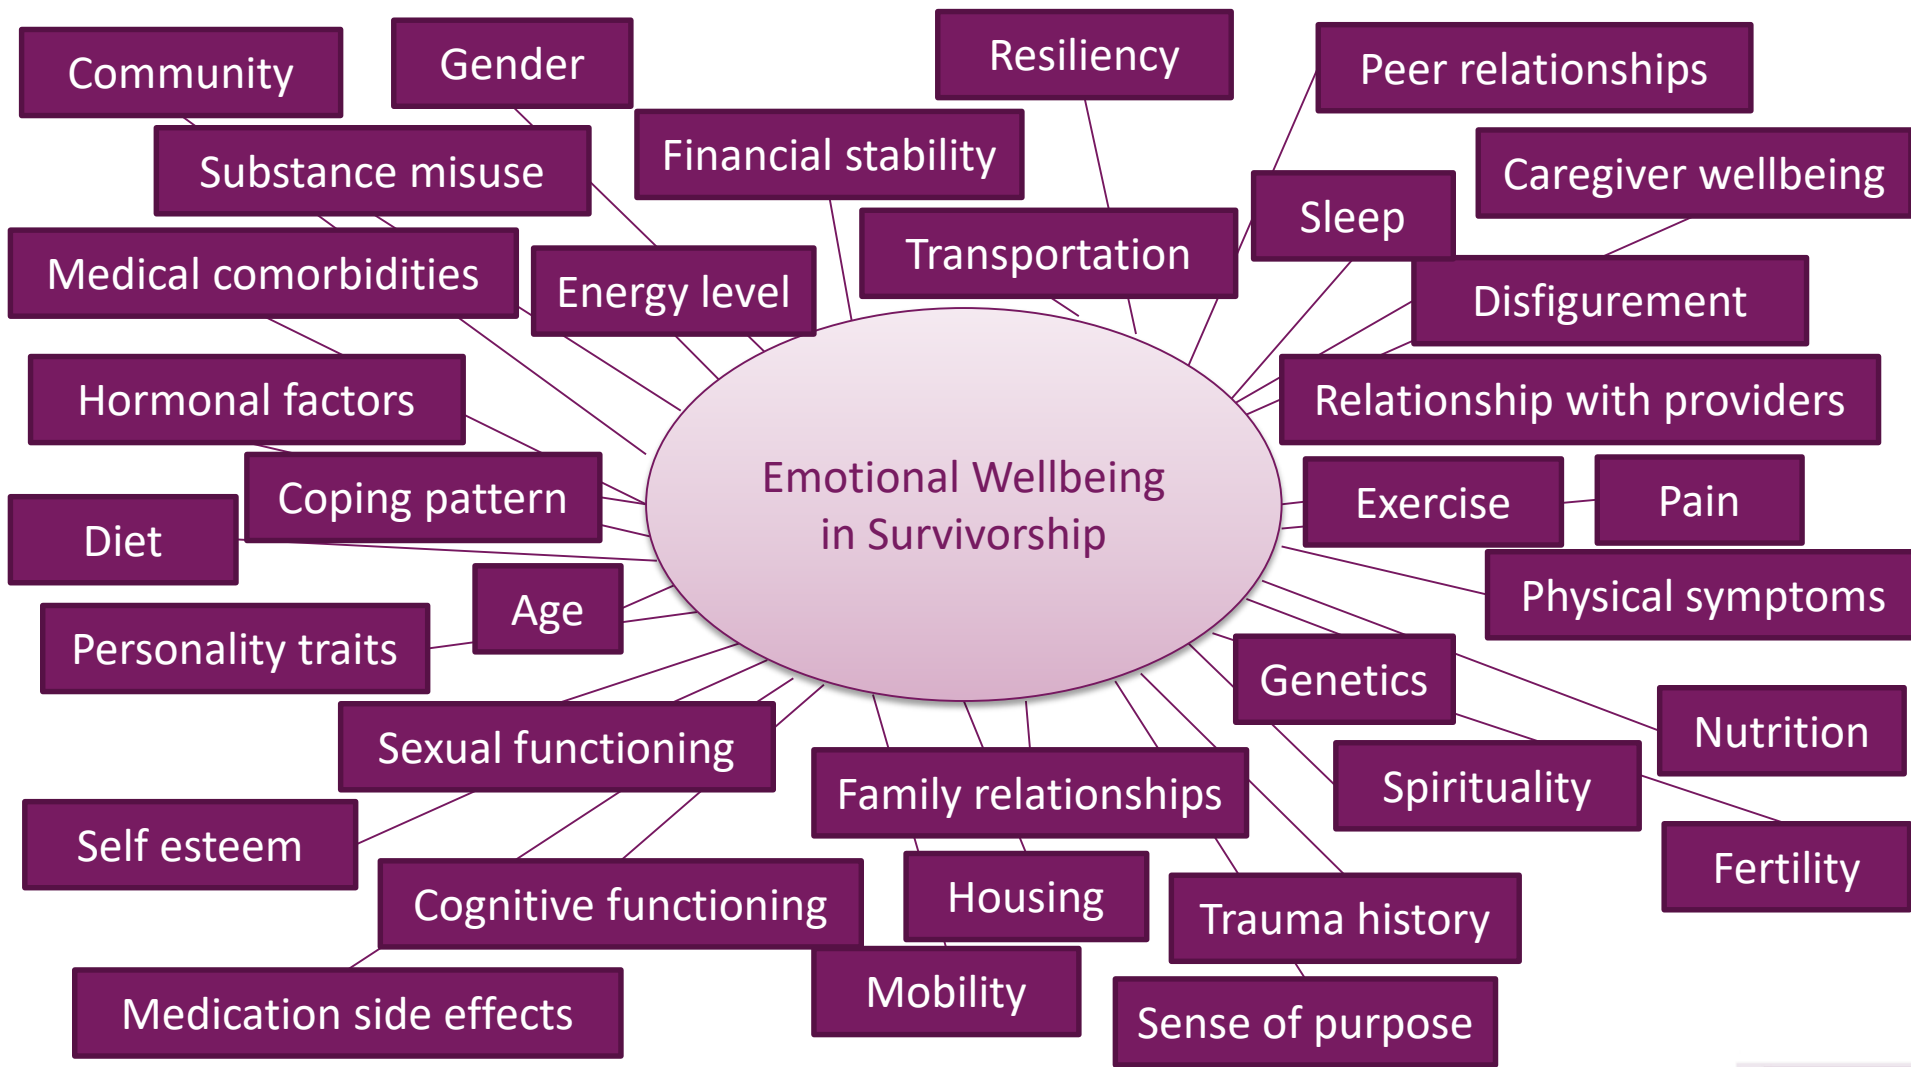 Community
Gender
Resiliency
Peer relationships
Substance misuse
Financial stability
Caregiver wellbeing
Sleep
Medical comorbidities
Energy level
Transportation
Disfigurement
Hormonal factors
Relationship with providers
Emotional Wellbeing
in Survivorship
Coping pattern
Exercise
Pain
Diet
Age
Physical symptoms
Personality traits
Genetics
Sexual functioning
Nutrition
Family relationships
Spirituality
Self esteem
Fertility
Cognitive functioning
Housing
Trauma history
Medication side effects
Mobility
Sense of purpose